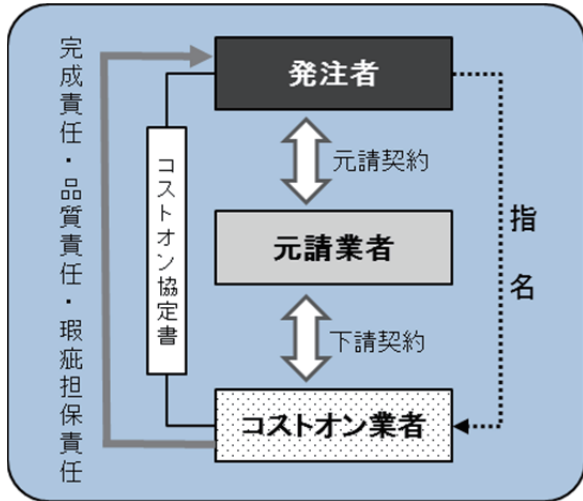 発注者
元請契約
元請業者
下請契約
コストオン業者
コストオン協定書
完成責任・品質責任・瑕疵担保責任
指名